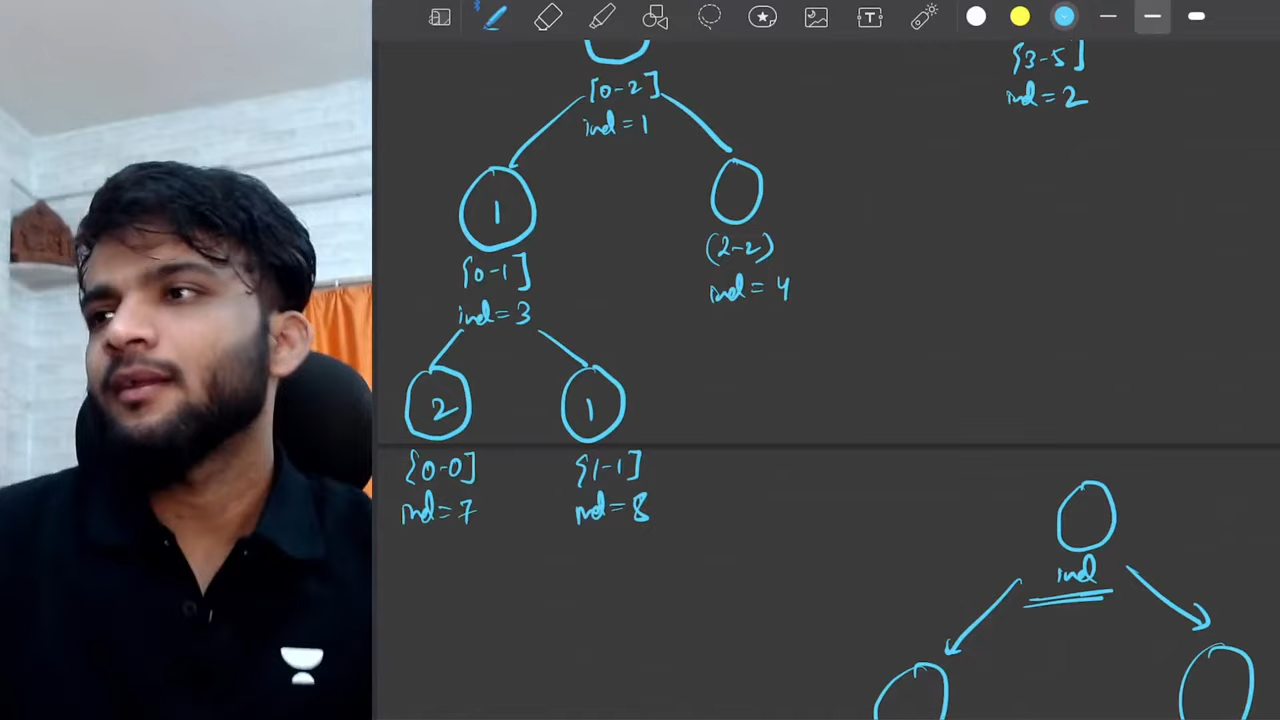 [3-5]
ind = 2
[0-2]
ind = 1
1
(2-2)
ind = 4
[0-1]
ind = 3
2
1
[0-0]
ind = 7
[1-1]
ind = 8
ind
T